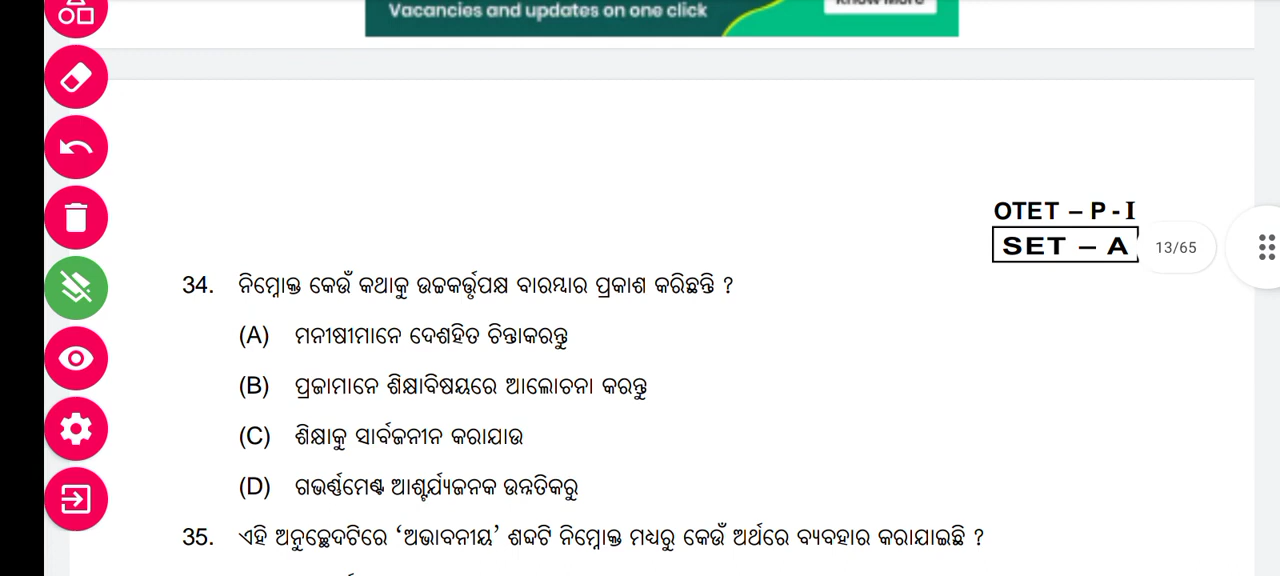 Vacancies and updates on one click
Know More
OTET – P - I
SET – A
13/65
34. ନିମ୍ନୋକ୍ତ କେଉଁ କଥାକୁ ଉଚ୍ଚକର୍ତ୍ତୃପକ୍ଷ ବାରମ୍ବାର ପ୍ରକାଶ କରିଛନ୍ତି ?
(A) ମନୀଷୀମାନେ ଦେଶହିତ ଚିନ୍ତାକରନ୍ତୁ
(B) ପ୍ରଜାମାନେ ଶିକ୍ଷାବିଷୟରେ ଆଲୋଚନା କରନ୍ତୁ
(C) ଶିକ୍ଷାକୁ ସାର୍ବଜନୀନ କରାଯାଉ
(D) ଗଭର୍ଣ୍ଣମେଣ୍ଟ ଆଶ୍ଚର୍ଯ୍ୟଜନକ ଉନ୍ନତିକରୁ
35. ଏହି ଅନୁଚ୍ଛେଦଟିରେ ‘ଅଭାବନୀୟ’ ଶବ୍ଦଟି ନିମ୍ନୋକ୍ତ ମଧ୍ୟରୁ କେଉଁ ଅର୍ଥରେ ବ୍ୟବହାର କରାଯାଇଛି ?